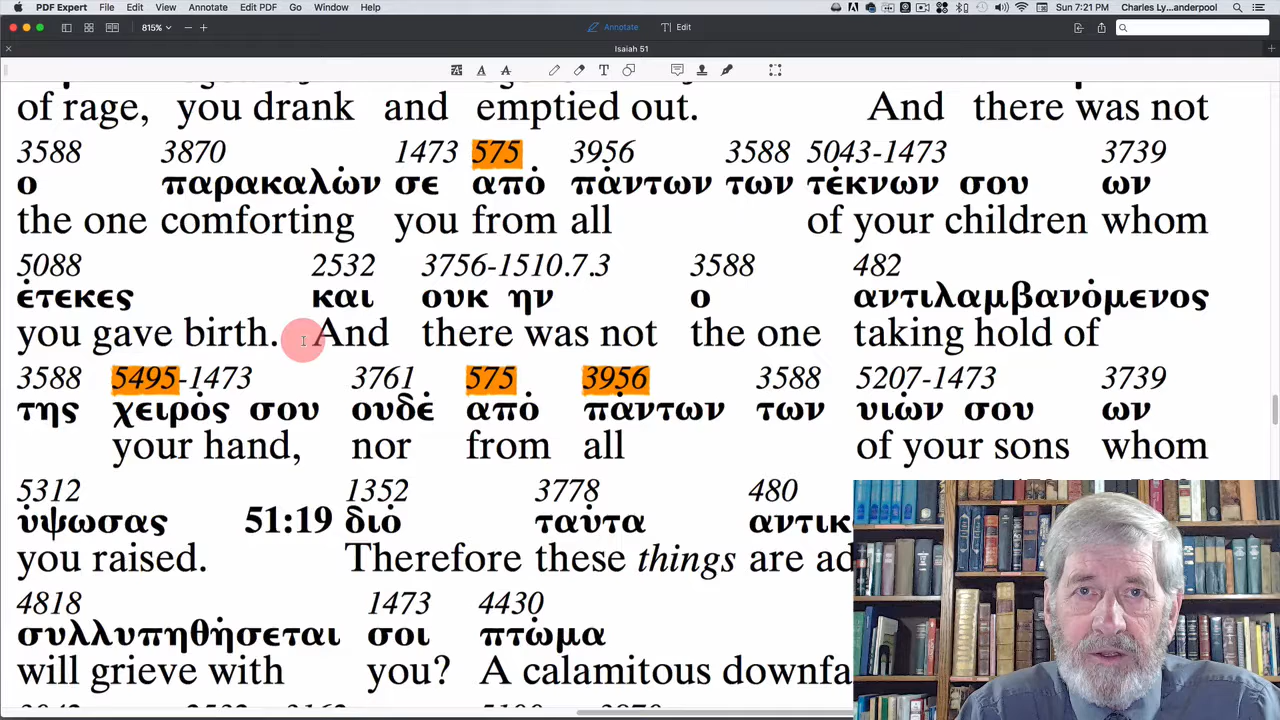 PDF Expert File Edit View Annotate Edit PDF Go Window Help Sun 7:21 PM Charles Ly...anderpool
815% Annotate Edit
Isaiah 51
of rage, you drank and emptied out. And there was not
3588 3870 1473 575 3956 3588 5043-1473 3739
ο παρακαλών σε από πάντων των τέκνων σου ων
the one comforting you from all of your children whom
5088 2532 3756-1510.7.3 3588 482
έτεκες και ουκ ην ο αντιλαμβανόμενος
you gave birth. And there was not the one taking hold of
3588 5495-1473 3761 575 3956 3588 5207-1473 3739
της χειρός σου ουδέ από πάντων των υιών σου ων
your hand, nor from all of your sons whom
5312 1352 3778 480
ύψωσας 51:19 διό ταύτα αντικ
you raised. Therefore these things are ad
4818 1473 4430
συλλυπηθήσεται σοι πτώμα
will grieve with you? A calamitous downfa